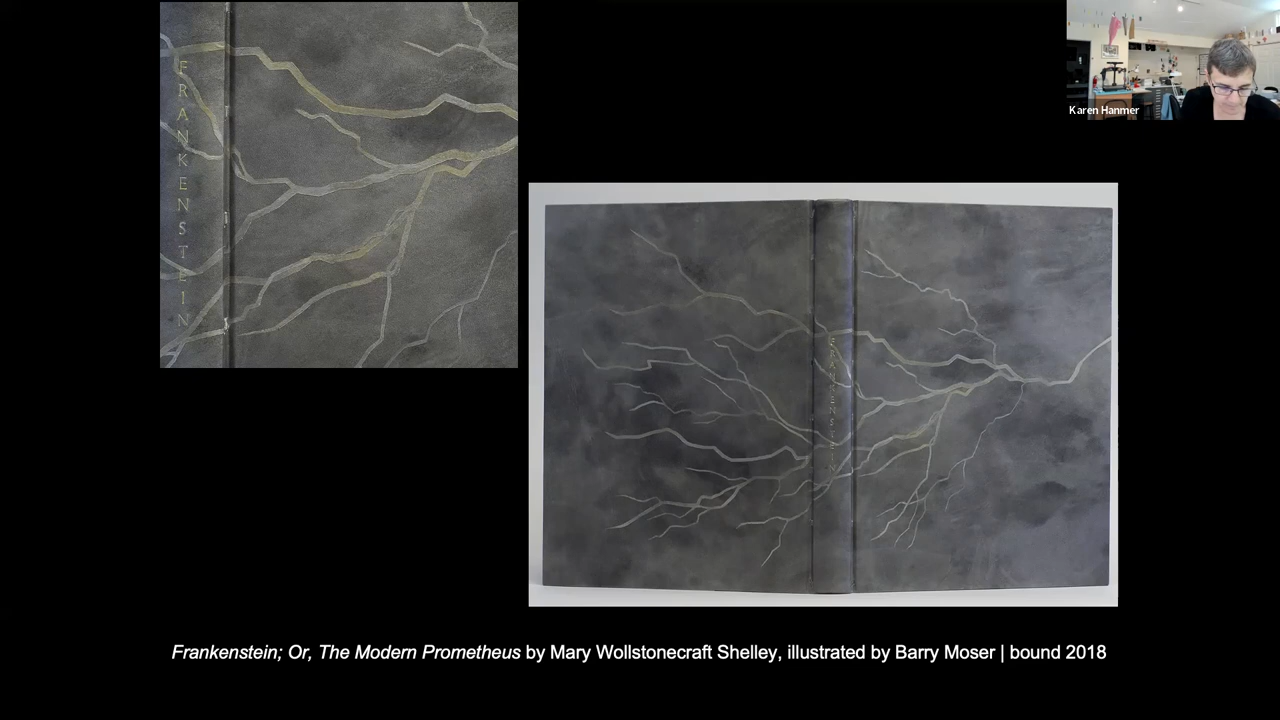 FRANKENSTEIN
Karen Hanmer
FRANKENSTEIN
Frankenstein; Or, The Modern Prometheus by Mary Wollstonecraft Shelley, illustrated by Barry Moser | bound 2018